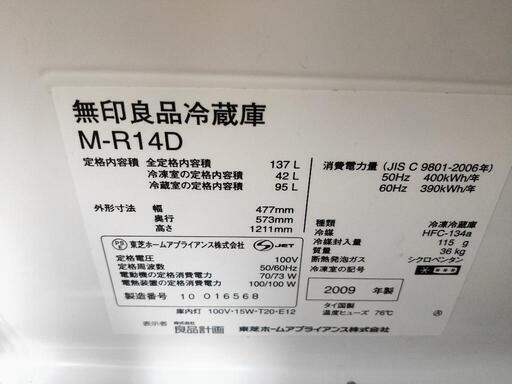 無印良品冷蔵庫
M-R14D
定格内容積 全定格内容積 137 L
冷凍室の定格内容積 42 L
冷蔵室の定格内容積 95 L
外形寸法 幅 477mm
奥行 573mm
高さ 1211mm
消費電力量 (JIS C 9801-2006年)
50Hz 400kWh/年
60Hz 390kWh/年
種類 冷凍冷蔵庫
冷媒 HFC-134a
冷媒封入量 115 g
質量 36 kg
断熱発泡ガス シクロペンタン
冷凍室の記号
PS E 東芝ホームアプライアンス株式会社 S JET
定格電圧 100V
定格周波数 50/60Hz
電動機の定格消費電力 70/73 W
電熱装置の定格消費電力 100/100 W
製造番号 10 016568
2009 年製
タイ国製
温度ヒューズ 76℃
庫内灯 100V・15W・T20・E12
表示者 株式会社 良品計画 東芝ホームアプライアンス株式会社